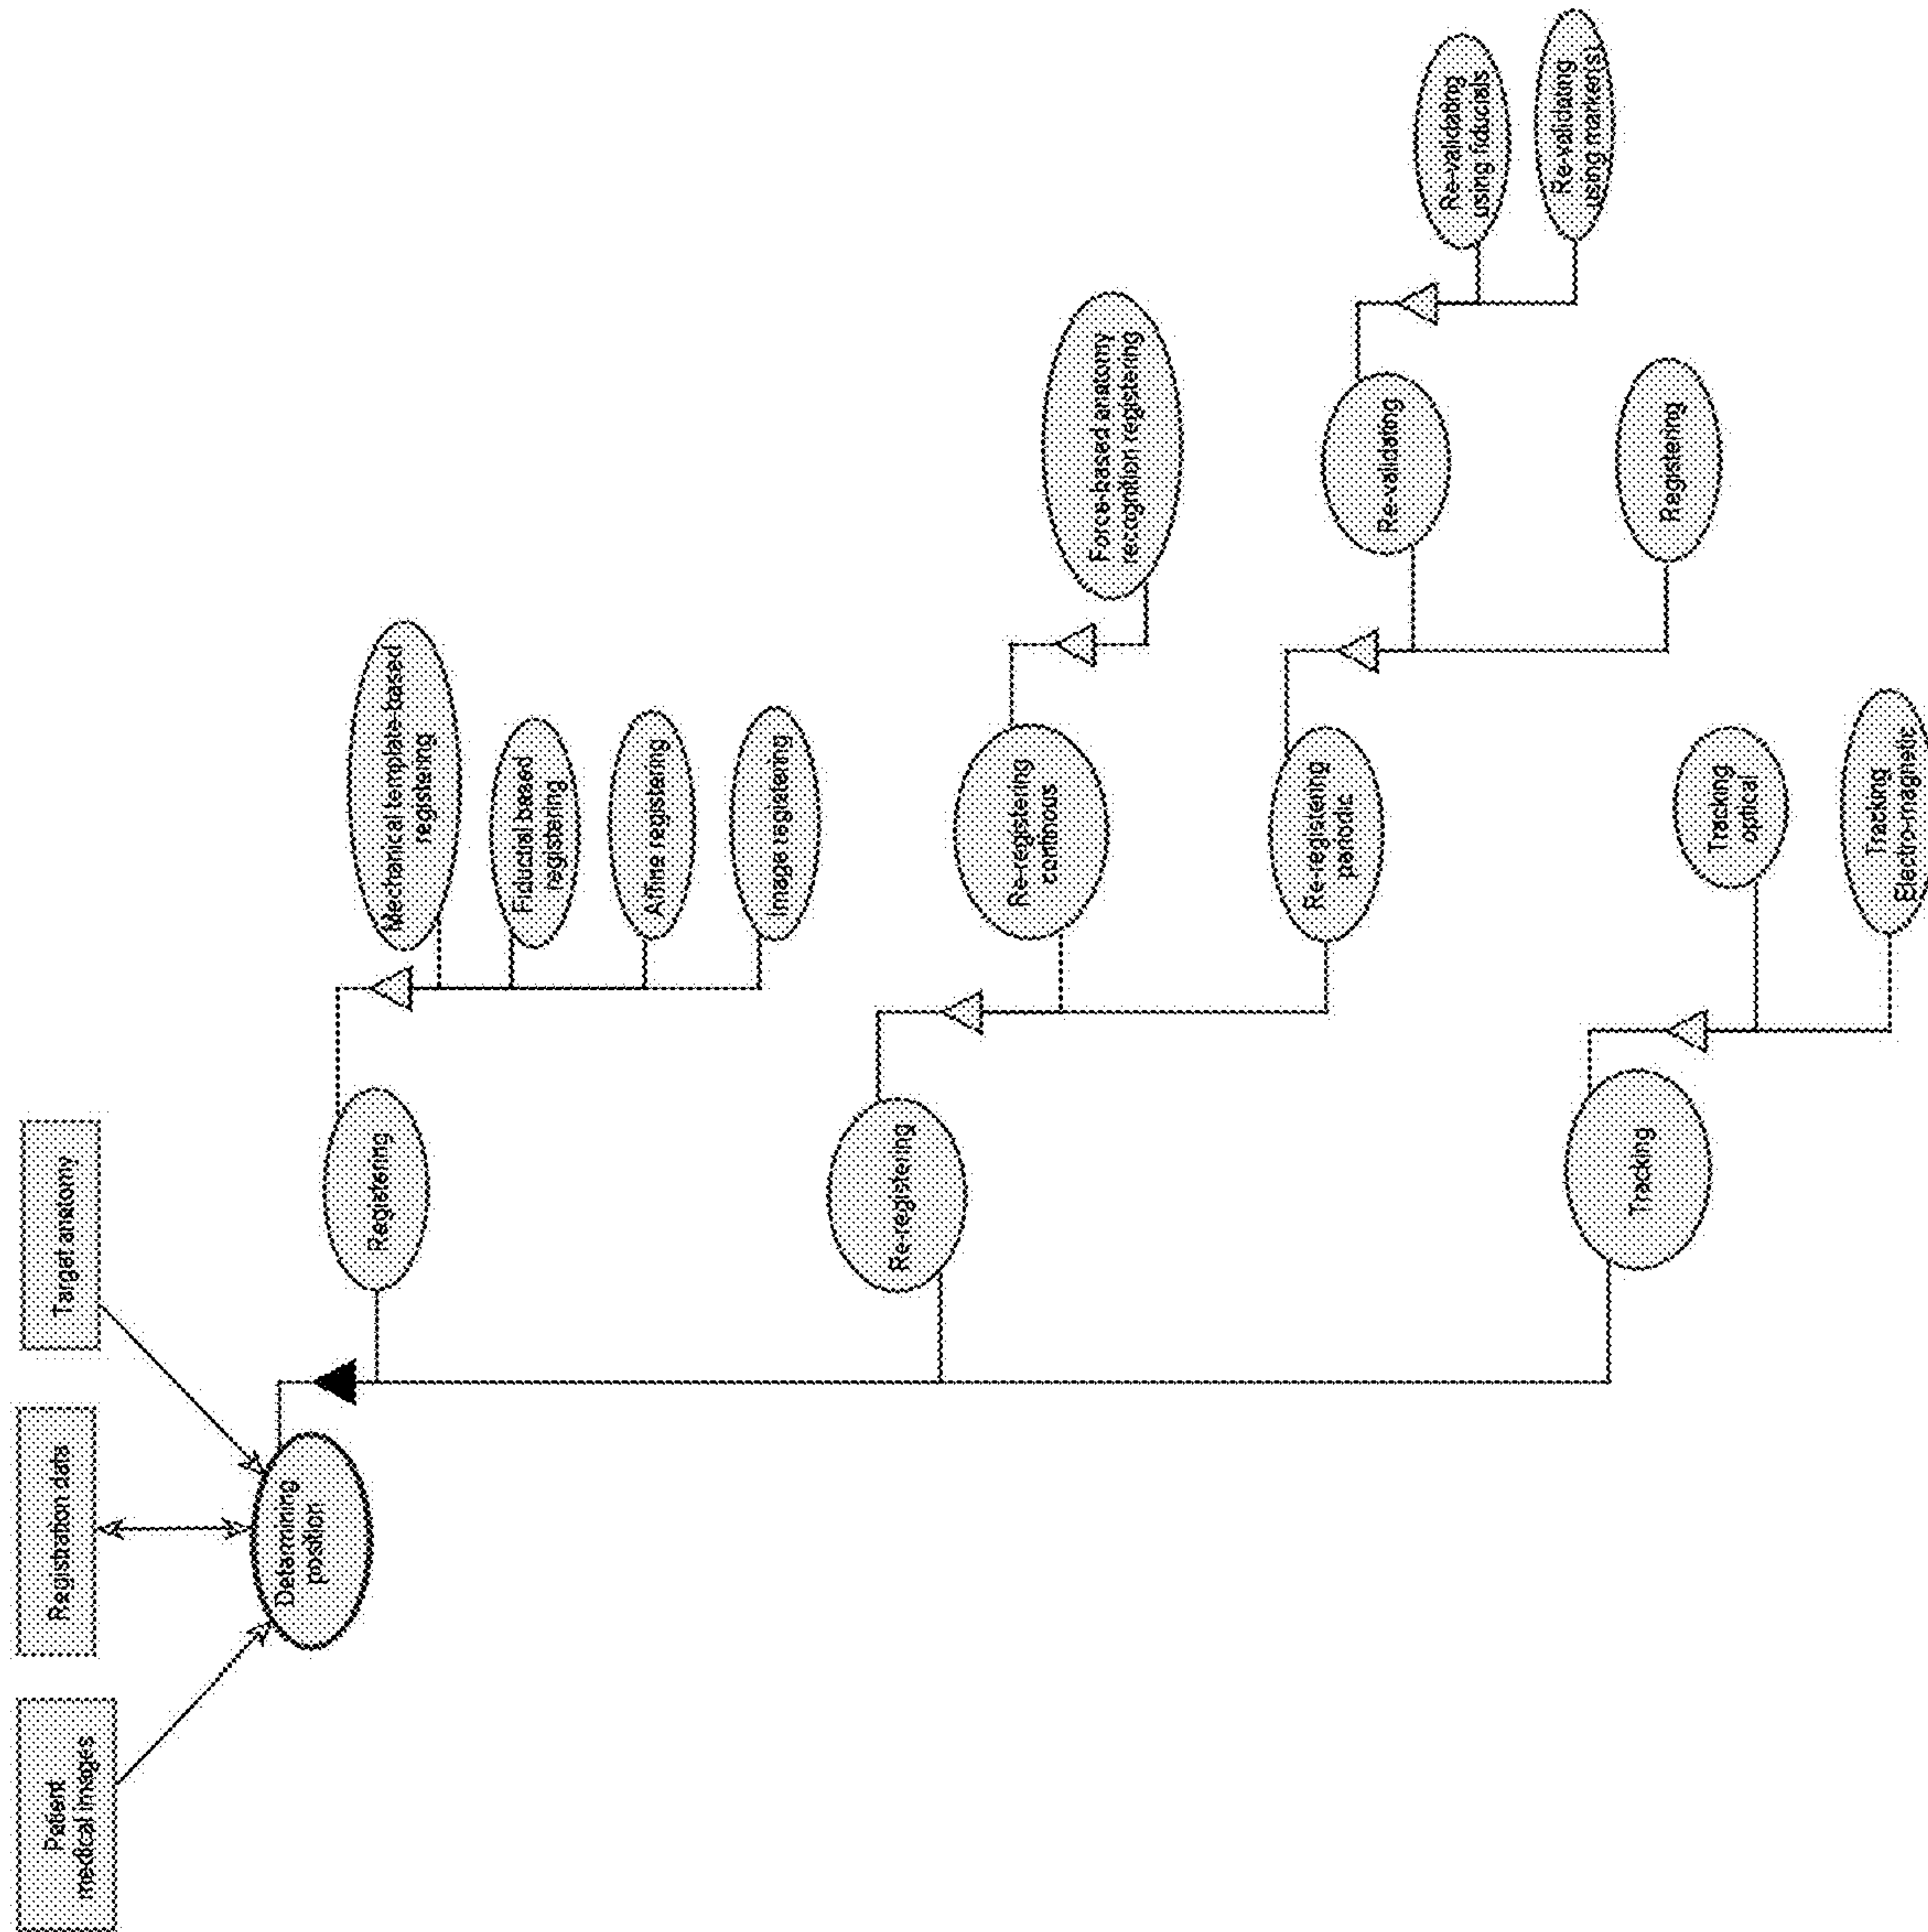 Patient
medical images
Registration data
Target anatomy
Determining
position
Registering
Mechanical template-based
registering
Fiducial based
registering
Affine registering
Image registering
Re-registering
Re-registering
continous
Force-based anatomy
recognition registering
Re-registering
periodic
Re-validating
Re-validating
using fiducials
Re-validating
using marker(s)
Registering
Tracking
Tracking
optical
Tracking
Electro-magnetic